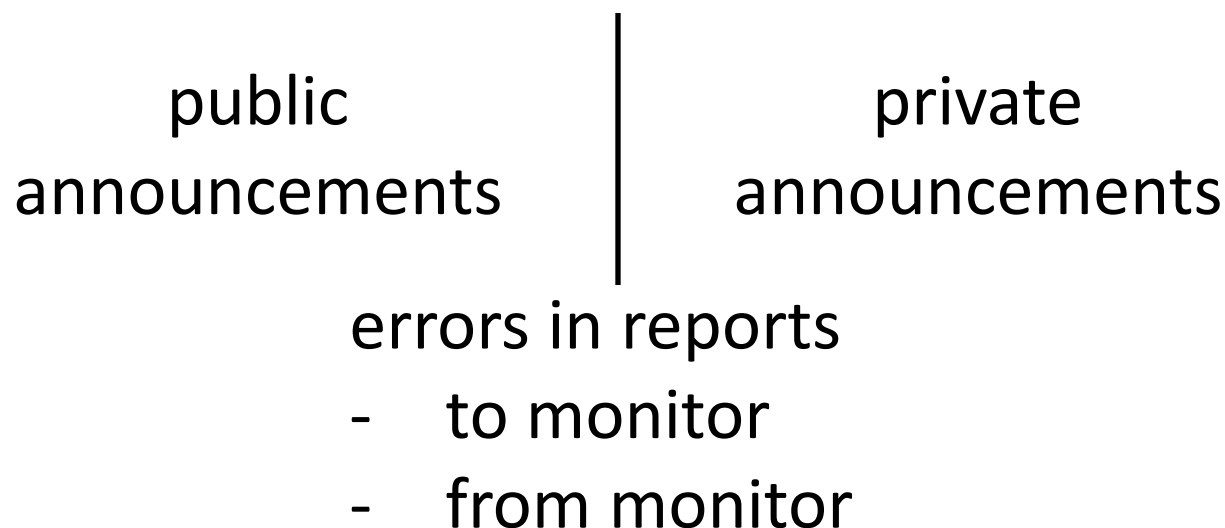 public
announcements
private
announcements
errors in reports
- to monitor
- from monitor